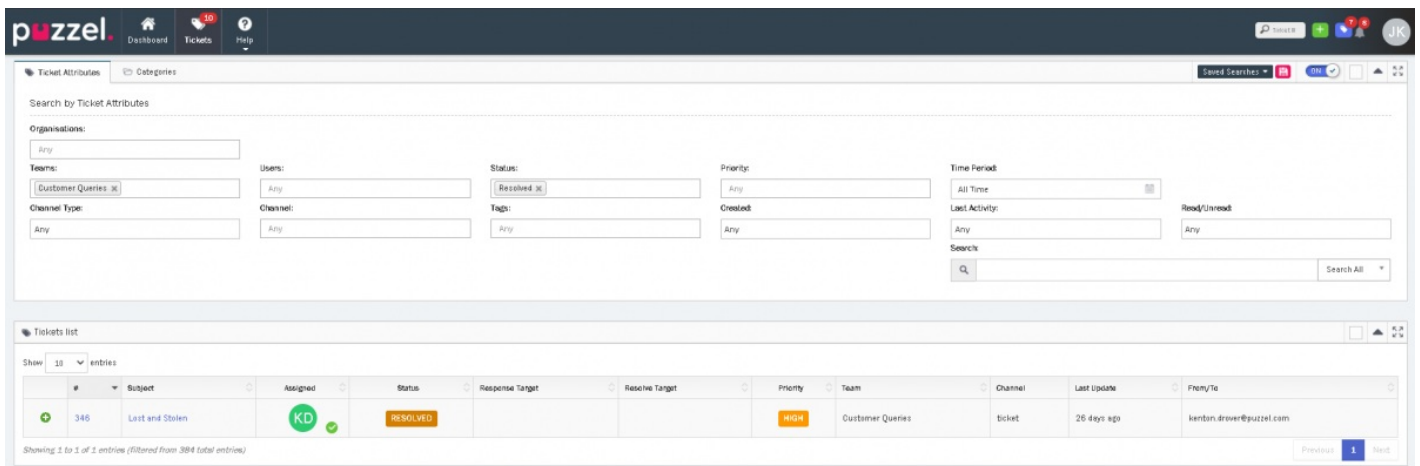 puzzel.
Dashboard
10
Tickets
Help
7
6
JK
Ticket Attributes
Categories
Saved Searches
ON
Search by Ticket Attributes
Organisations:
Any
Teams:
Users:
Status:
Priority:
Time Period:
Customer Queries x
Any
Resolved x
Any
All Time
Channel Type:
Channel:
Tags:
Created:
Last Activity:
Read/Unread:
Any
Any
Any
Any
Any
Any
Search:
Search All
Tickets list
Show 10 entries
# Subject Assigned Status Response Target Resolve Target Priority Team Channel Last Update From/To
346 Lost and Stolen KD RESOLVED HIGH Customer Queries ticket 26 days ago kenton.drover@puzzel.com
Showing 1 to 1 of 1 entries (filtered from 384 total entries)
Previous 1 Next